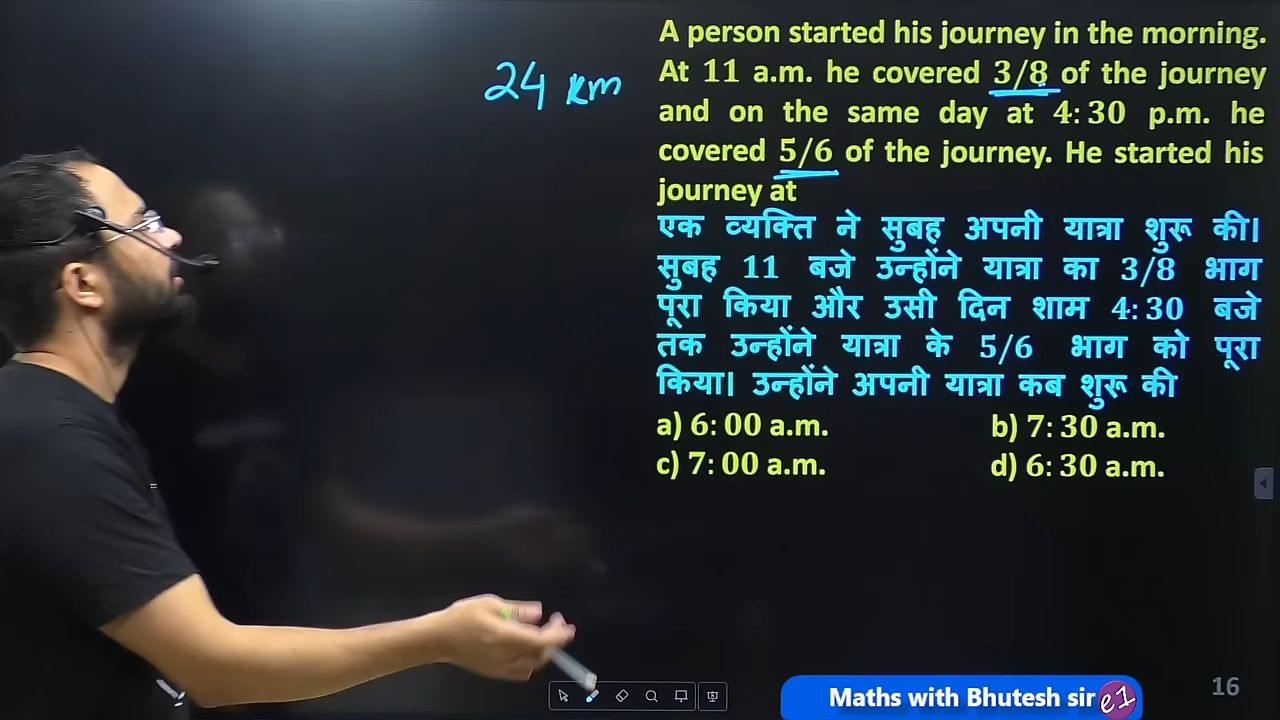 24 km
A person started his journey in the morning.
At 11 a.m. he covered 3/8 of the journey
and on the same day at 4:30 p.m. he
covered 5/6 of the journey. He started his
journey at
एक व्यक्ति ने सुबह अपनी यात्रा शुरू की।
सुबह 11 बजे उन्होंने यात्रा का 3/8 भाग
पूरा किया और उसी दिन शाम 4:30 बजे
तक उन्होंने यात्रा के 5/6 भाग को पूरा
किया। उन्होंने अपनी यात्रा कब शुरू की
a) 6:00 a.m. b) 7:30 a.m.
c) 7:00 a.m. d) 6:30 a.m.
Maths with Bhutesh sir e1
16